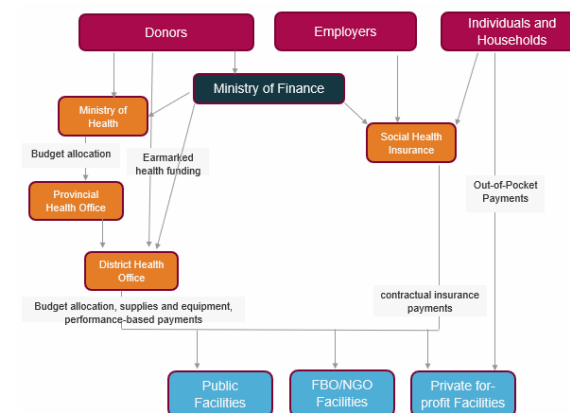 Donors
Employers
Individuals and
Households
Ministry of Finance
Ministry of
Health
Social Health
Insurance
Budget allocation
Earmarked
health funding
Provincial
Health Office
Out-of-Pocket
Payments
District Health
Office
Budget allocation, supplies and equipment,
performance-based payments
contractual insurance
payments
Public
Facilities
FBO/NGO
Facilities
Private for-
profit Facilities